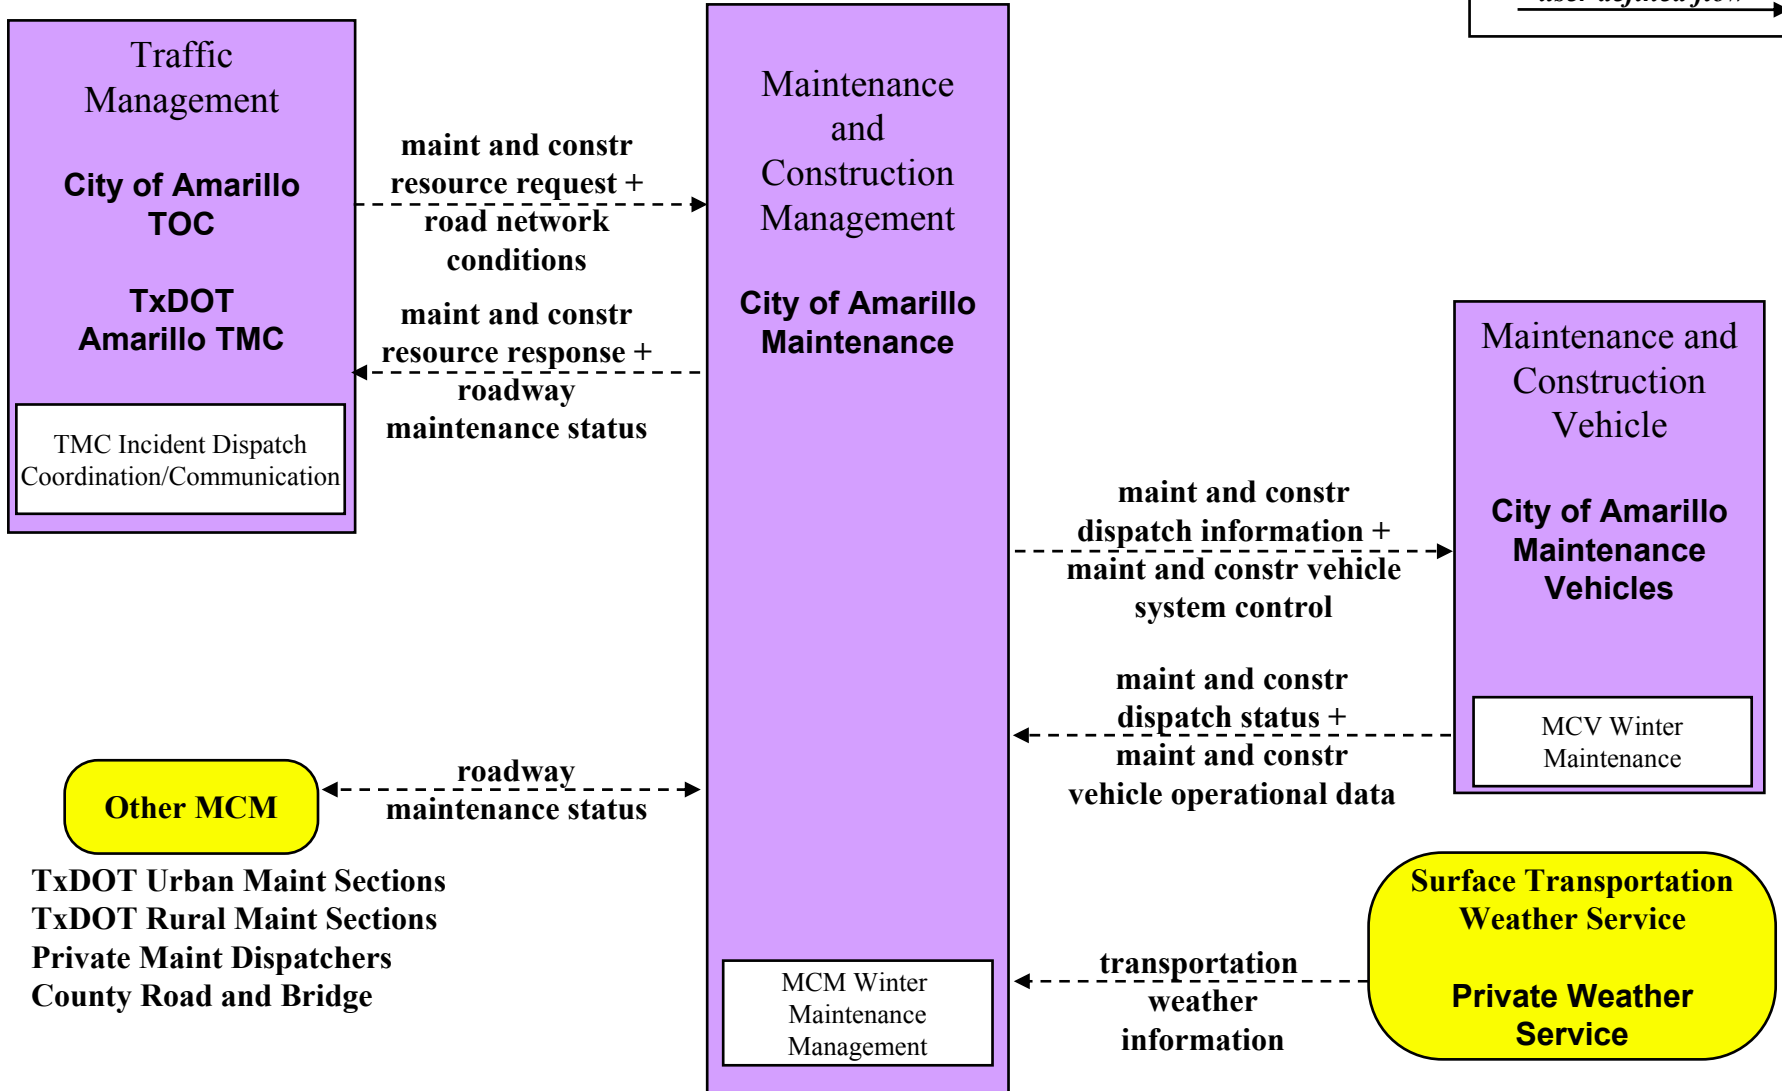 user defined flow
Traffic
Management
City of Amarillo
TOC
TxDOT
Amarillo TMC
TMC Incident Dispatch
Coordination/Communication
maint and constr
resource request +
road network
conditions
maint and constr
resource response +
roadway
maintenance status
Maintenance
and
Construction
Management
City of Amarillo
Maintenance
MCM Winter
Maintenance
Management
Maintenance and
Construction
Vehicle
City of Amarillo
Maintenance
Vehicles
MCV Winter
Maintenance
maint and constr
dispatch information +
maint and constr vehicle
system control
maint and constr
dispatch status +
maint and constr
vehicle operational data
Other MCM
roadway
maintenance status
TxDOT Urban Maint Sections
TxDOT Rural Maint Sections
Private Maint Dispatchers
County Road and Bridge
transportation
weather
information
Surface Transportation
Weather Service
Private Weather
Service